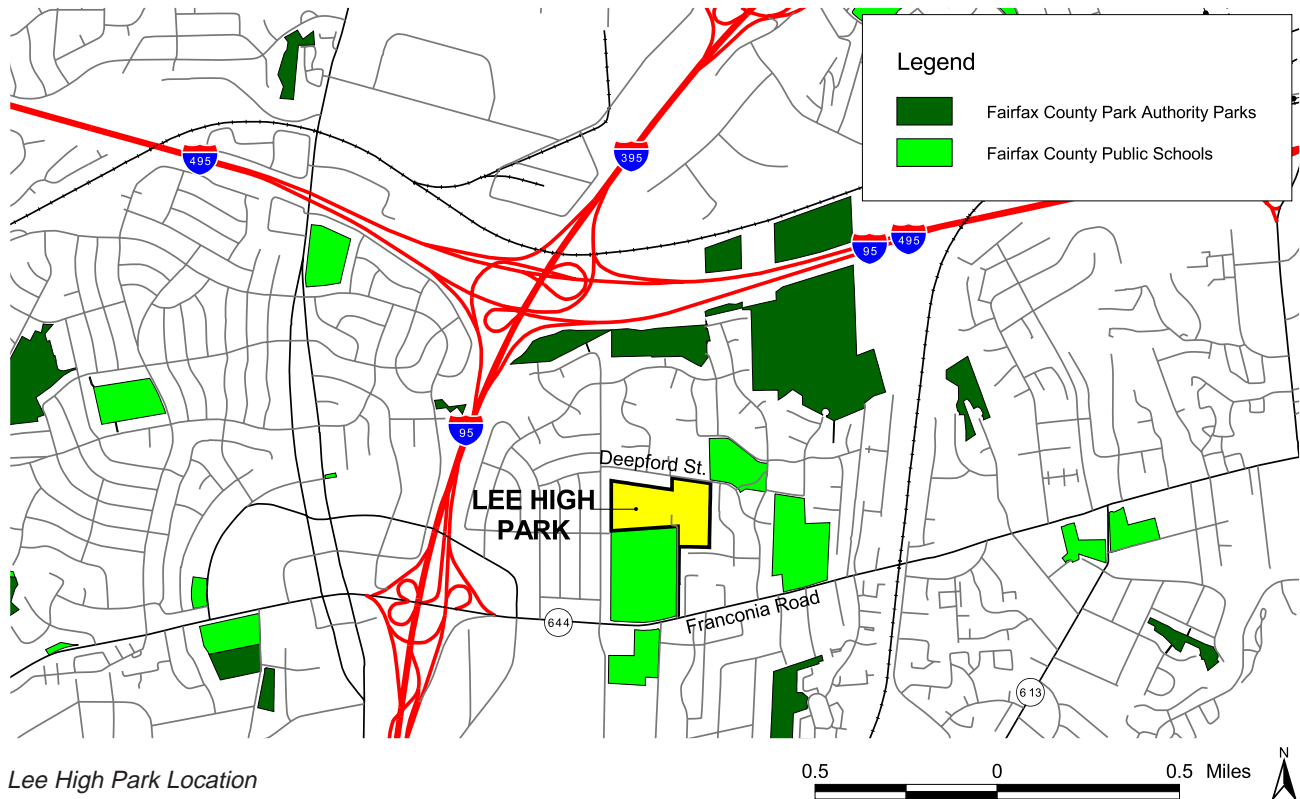 Legend
Fairfax County Park Authority Parks
Fairfax County Public Schools
495
395
95
495
95
Deepford St.
LEE HIGH
PARK
Franconia Road
644
613
Lee High Park Location
0.5 0 0.5 Miles
N